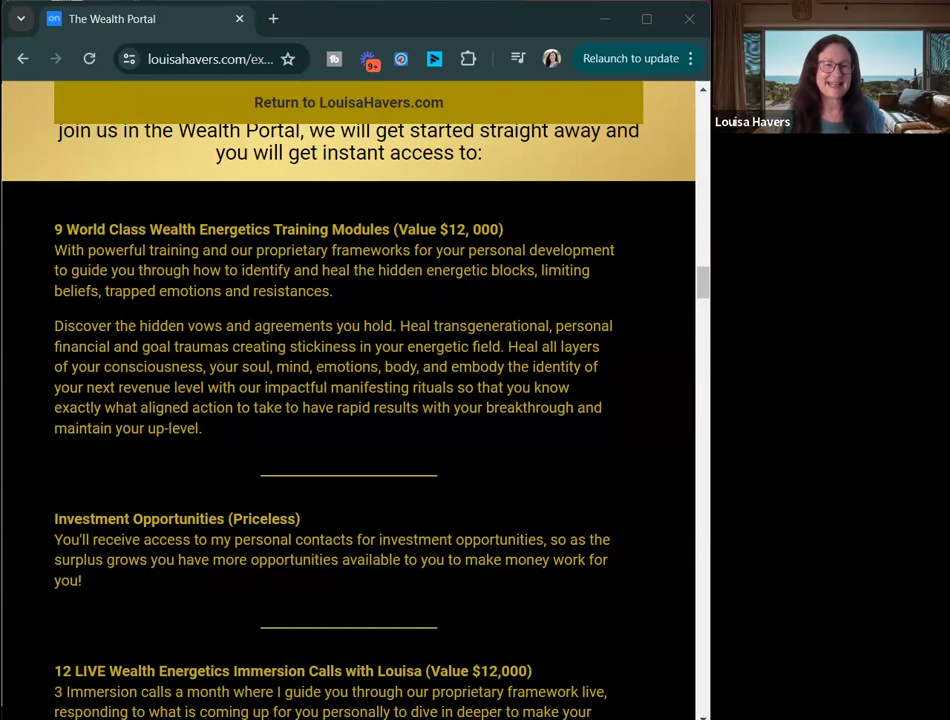 The Wealth Portal
louisahavers.com/ex...
9+
Relaunch to update
Return to LouisaHavers.com
join us in the Wealth Portal, we will get started straight away and
you will get instant access to:
9 World Class Wealth Energetics Training Modules (Value $12, 000)
With powerful training and our proprietary frameworks for your personal development
to guide you through how to identify and heal the hidden energetic blocks, limiting
beliefs, trapped emotions and resistances.
Discover the hidden vows and agreements you hold. Heal transgenerational, personal
financial and goal traumas creating stickiness in your energetic field. Heal all layers
of your consciousness, your soul, mind, emotions, body, and embody the identity of
your next revenue level with our impactful manifesting rituals so that you know
exactly what aligned action to take to have rapid results with your breakthrough and
maintain your up-level.
Investment Opportunities (Priceless)
You'll receive access to my personal contacts for investment opportunities, so as the
surplus grows you have more opportunities available to you to make money work for
you!
12 LIVE Wealth Energetics Immersion Calls with Louisa (Value $12,000)
3 Immersion calls a month where I guide you through our proprietary framework live,
responding to what is coming up for you personally to dive in deeper to make your
Louisa Havers